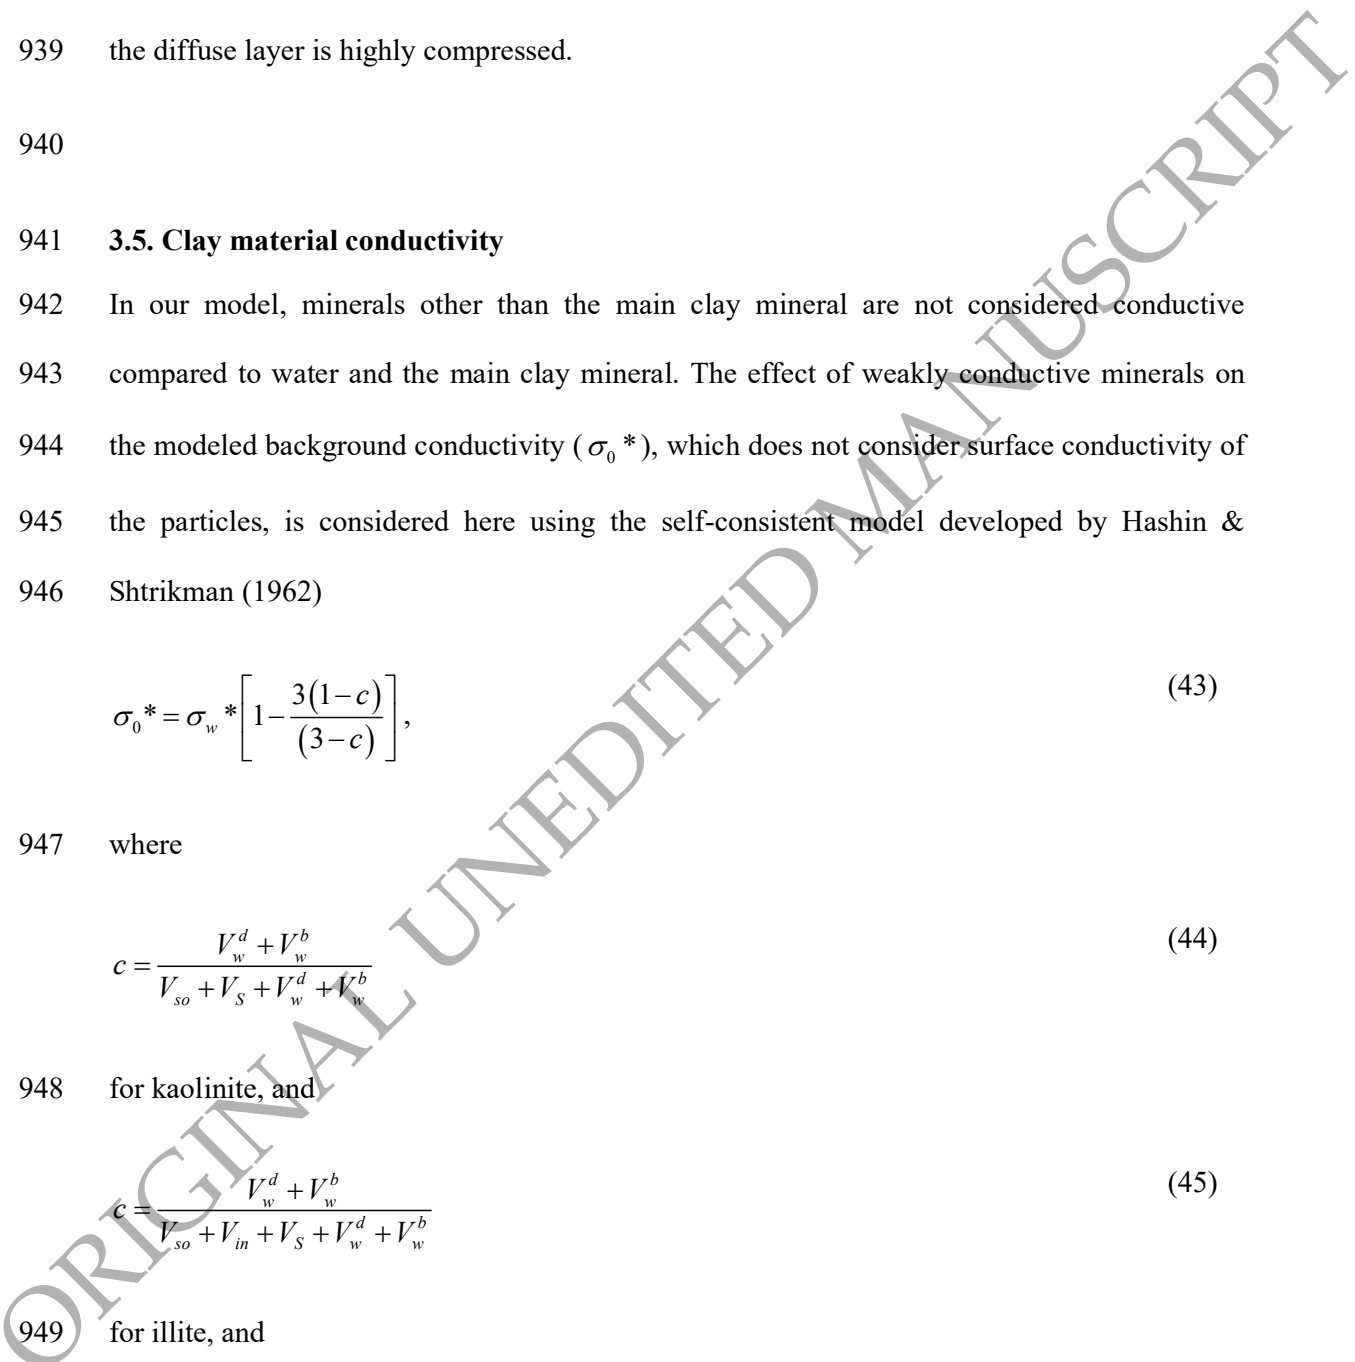 939 the diffuse layer is highly compressed.
940
941 3.5. Clay material conductivity
942 In our model, minerals other than the main clay mineral are not considered conductive
943 compared to water and the main clay mineral. The effect of weakly conductive minerals on
944 the modeled background conductivity ( σ₀ * ), which does not consider surface conductivity of
945 the particles, is considered here using the self-consistent model developed by Hashin &
946 Shtrikman (1962)
σ₀* = σ_w * [ 1 − 3(1−c) / (3−c) ] , (43)
947 where
c = (V_w^d + V_w^b) / (V_so + V_S + V_w^d + V_w^b) (44)
948 for kaolinite, and
c = (V_w^d + V_w^b) / (V_so + V_in + V_S + V_w^d + V_w^b) (45)
949 for illite, and
ORIGINAL UNEDITED MANUSCRIPT